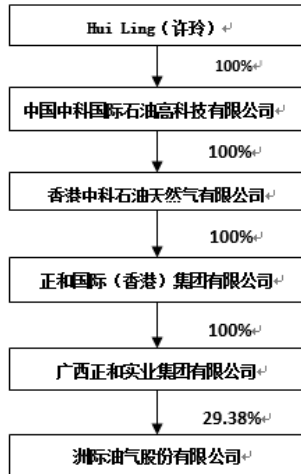 Hui Ling（许玲）
100%
中国中科国际石油高科技有限公司
100%
香港中科石油天然气有限公司
100%
正和国际（香港）集团有限公司
100%
广西正和实业集团有限公司
29.38%
洲际油气股份有限公司